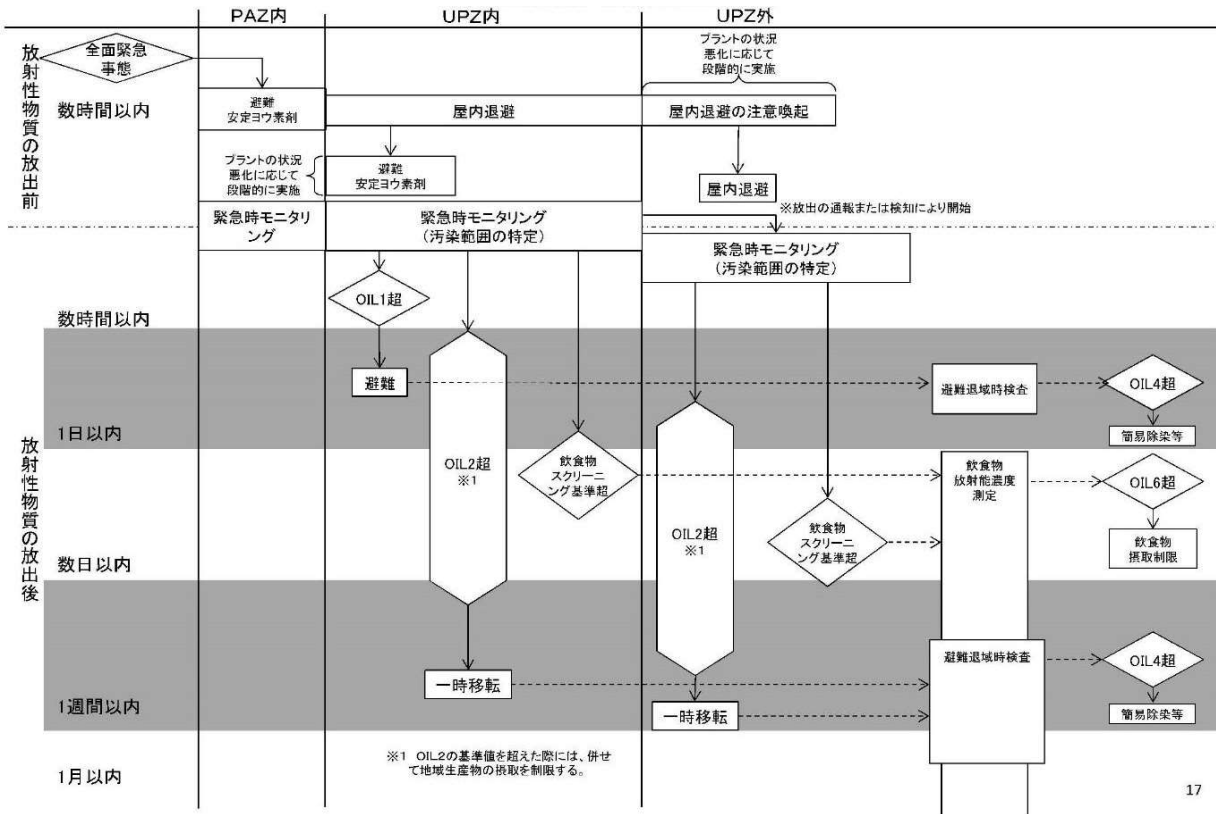 PAZ内
UPZ内
UPZ外
放射性物質の放出前
全面緊急
事態
プラントの状況
悪化に応じて
段階的に実施
数時間以内
避難
安定ヨウ素剤
屋内退避
屋内退避の注意喚起
プラントの状況
悪化に応じて
段階的に実施
避難
安定ヨウ素剤
屋内退避
※放出の通報または検知により開始
緊急時モニタリ
ング
緊急時モニタリング
(汚染範囲の特定)
緊急時モニタリング
(汚染範囲の特定)
放射性物質の放出後
OIL1超
数時間以内
避難
避難退域時検査
OIL4超
簡易除染等
1日以内
OIL2超
※1
飲食物
スクリーニ
ング基準超
飲食物
放射能濃度
測定
OIL6超
OIL2超
※1
飲食物
スクリーニ
ング基準超
飲食物
摂取制限
数日以内
一時移転
避難退域時検査
OIL4超
1週間以内
一時移転
簡易除染等
※1 OIL2の基準値を超えた際には、併せ
て地域生産物の摂取を制限する。
1月以内
17